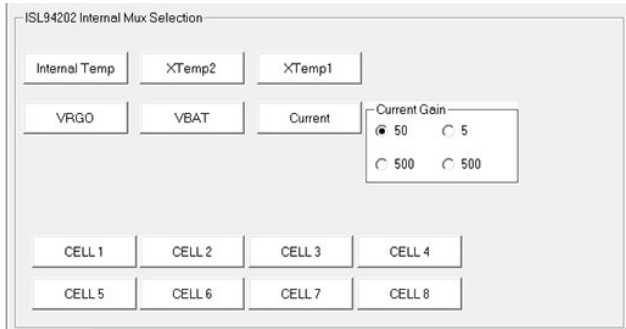 ISL94202 Internal Mux Selection
Internal Temp XTemp2 XTemp1
VRGO VBAT Current
Current Gain
50 5
500 500
CELL 1 CELL 2 CELL 3 CELL 4
CELL 5 CELL 6 CELL 7 CELL 8